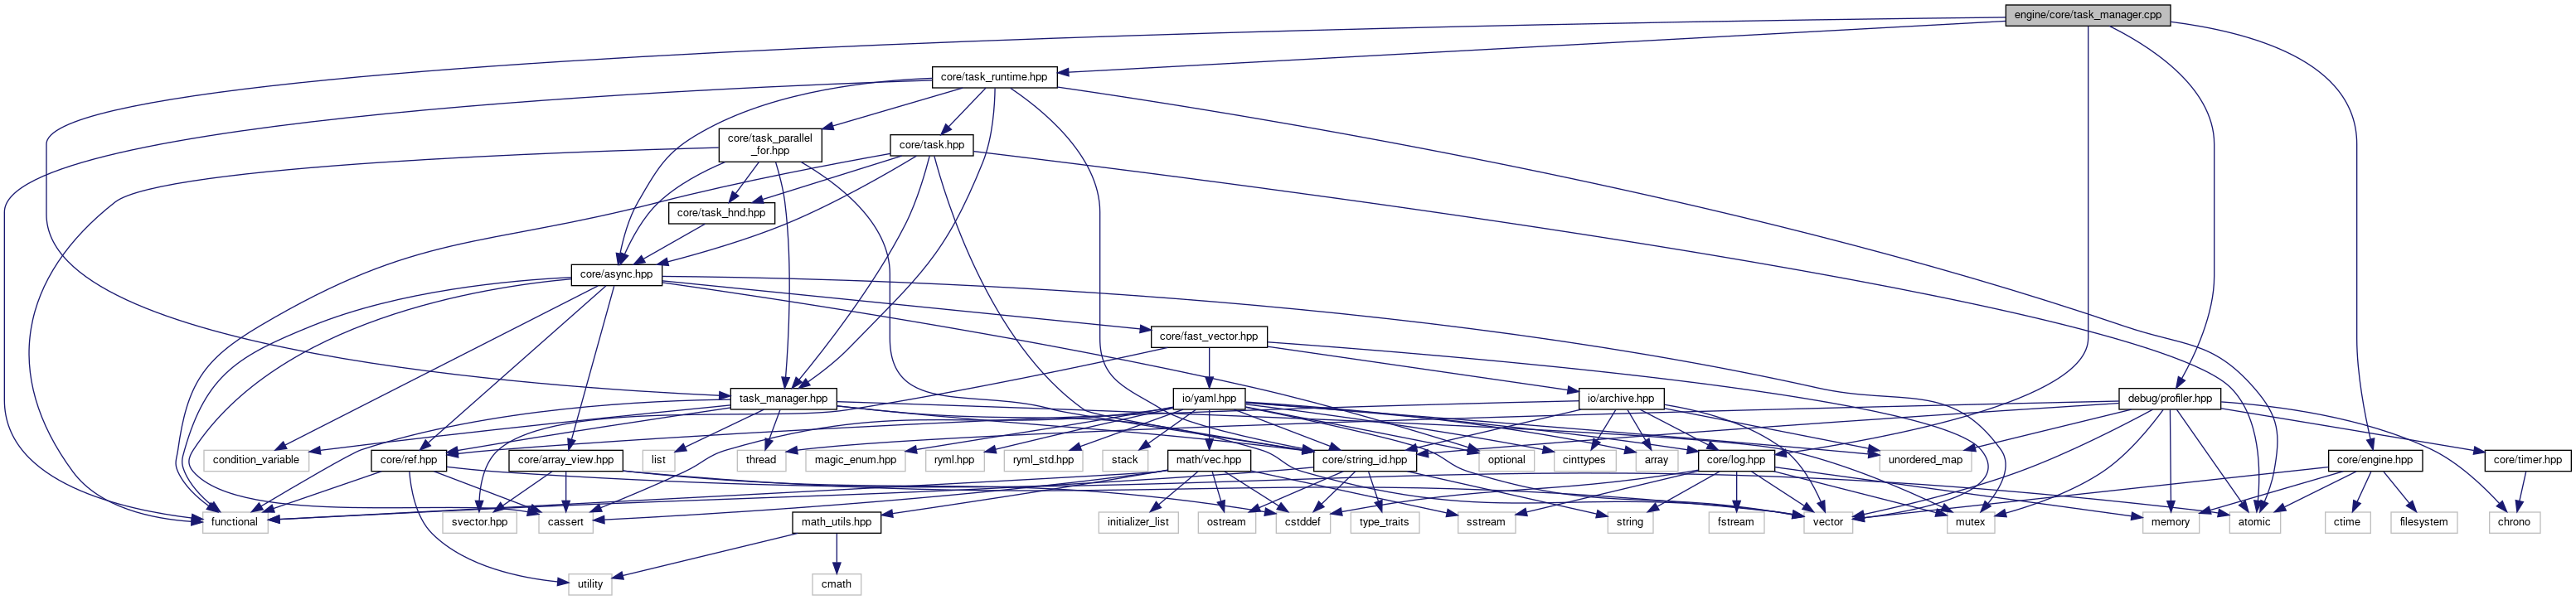 engine/core/task_manager.cpp
core/task_runtime.hpp
core/task_parallel
_for.hpp
core/task.hpp
core/task_hnd.hpp
core/async.hpp
core/fast_vector.hpp
task_manager.hpp
io/yaml.hpp
io/archive.hpp
debug/profiler.hpp
condition_variable
core/ref.hpp
core/array_view.hpp
list
thread
magic_enum.hpp
ryml.hpp
ryml_std.hpp
stack
math/vec.hpp
core/string_id.hpp
optional
cinttypes
array
core/log.hpp
unordered_map
core/engine.hpp
core/timer.hpp
functional
svector.hpp
cassert
math_utils.hpp
initializer_list
ostream
cstddef
type_traits
sstream
string
fstream
vector
mutex
memory
atomic
ctime
filesystem
chrono
utility
cmath